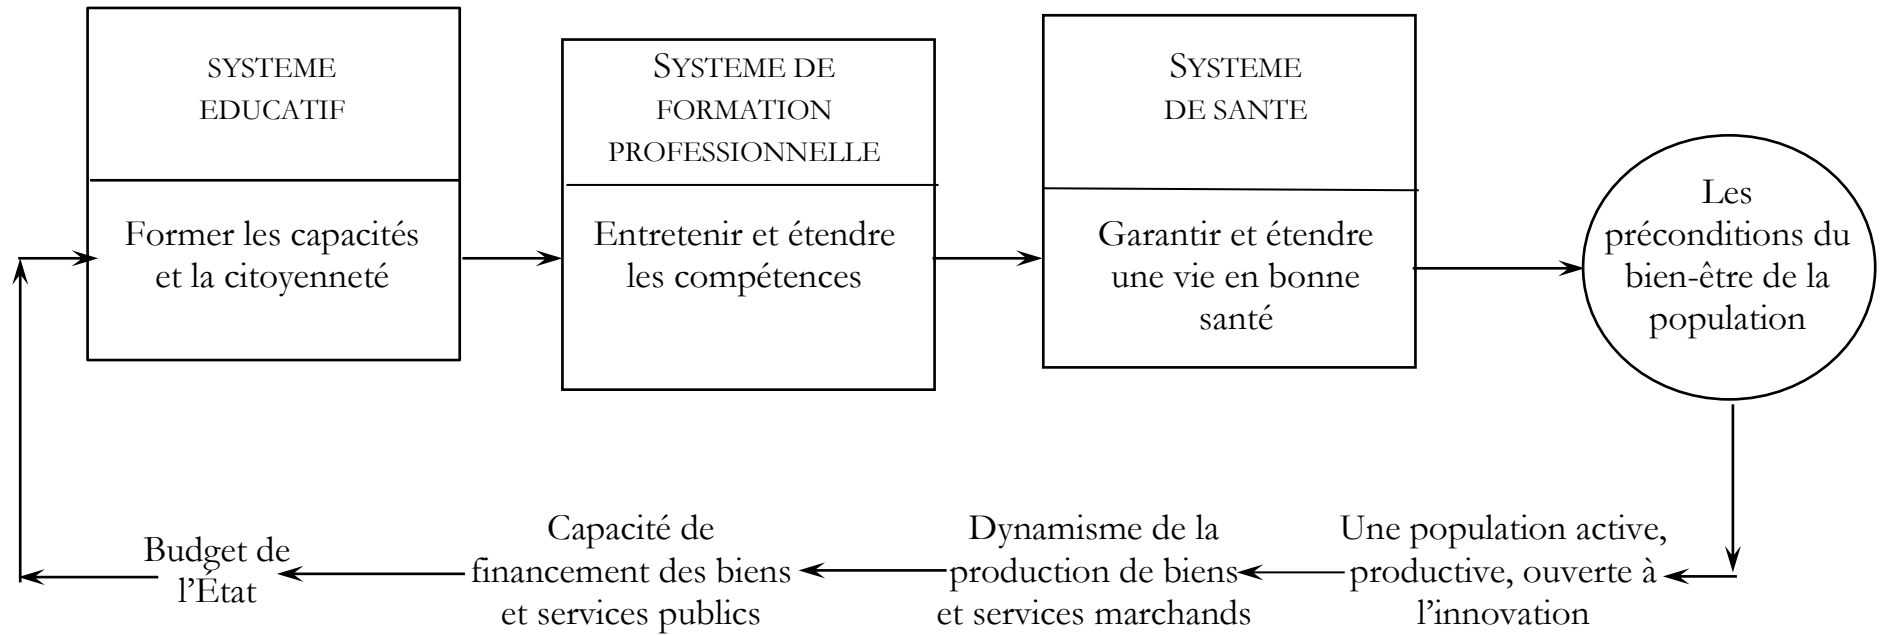 SYSTEME
EDUCATIF
Former les capacités
et la citoyenneté
SYSTEME DE
FORMATION
PROFESSIONNELLE
Entretenir et étendre
les compétences
SYSTEME
DE SANTE
Garantir et étendre
une vie en bonne
santé
Les
préconditions du
bien-être de la
population
Une population active,
productive, ouverte à
l’innovation
Dynamisme de la
production de biens
et services marchands
Capacité de
financement des biens
et services publics
Budget de
l’État